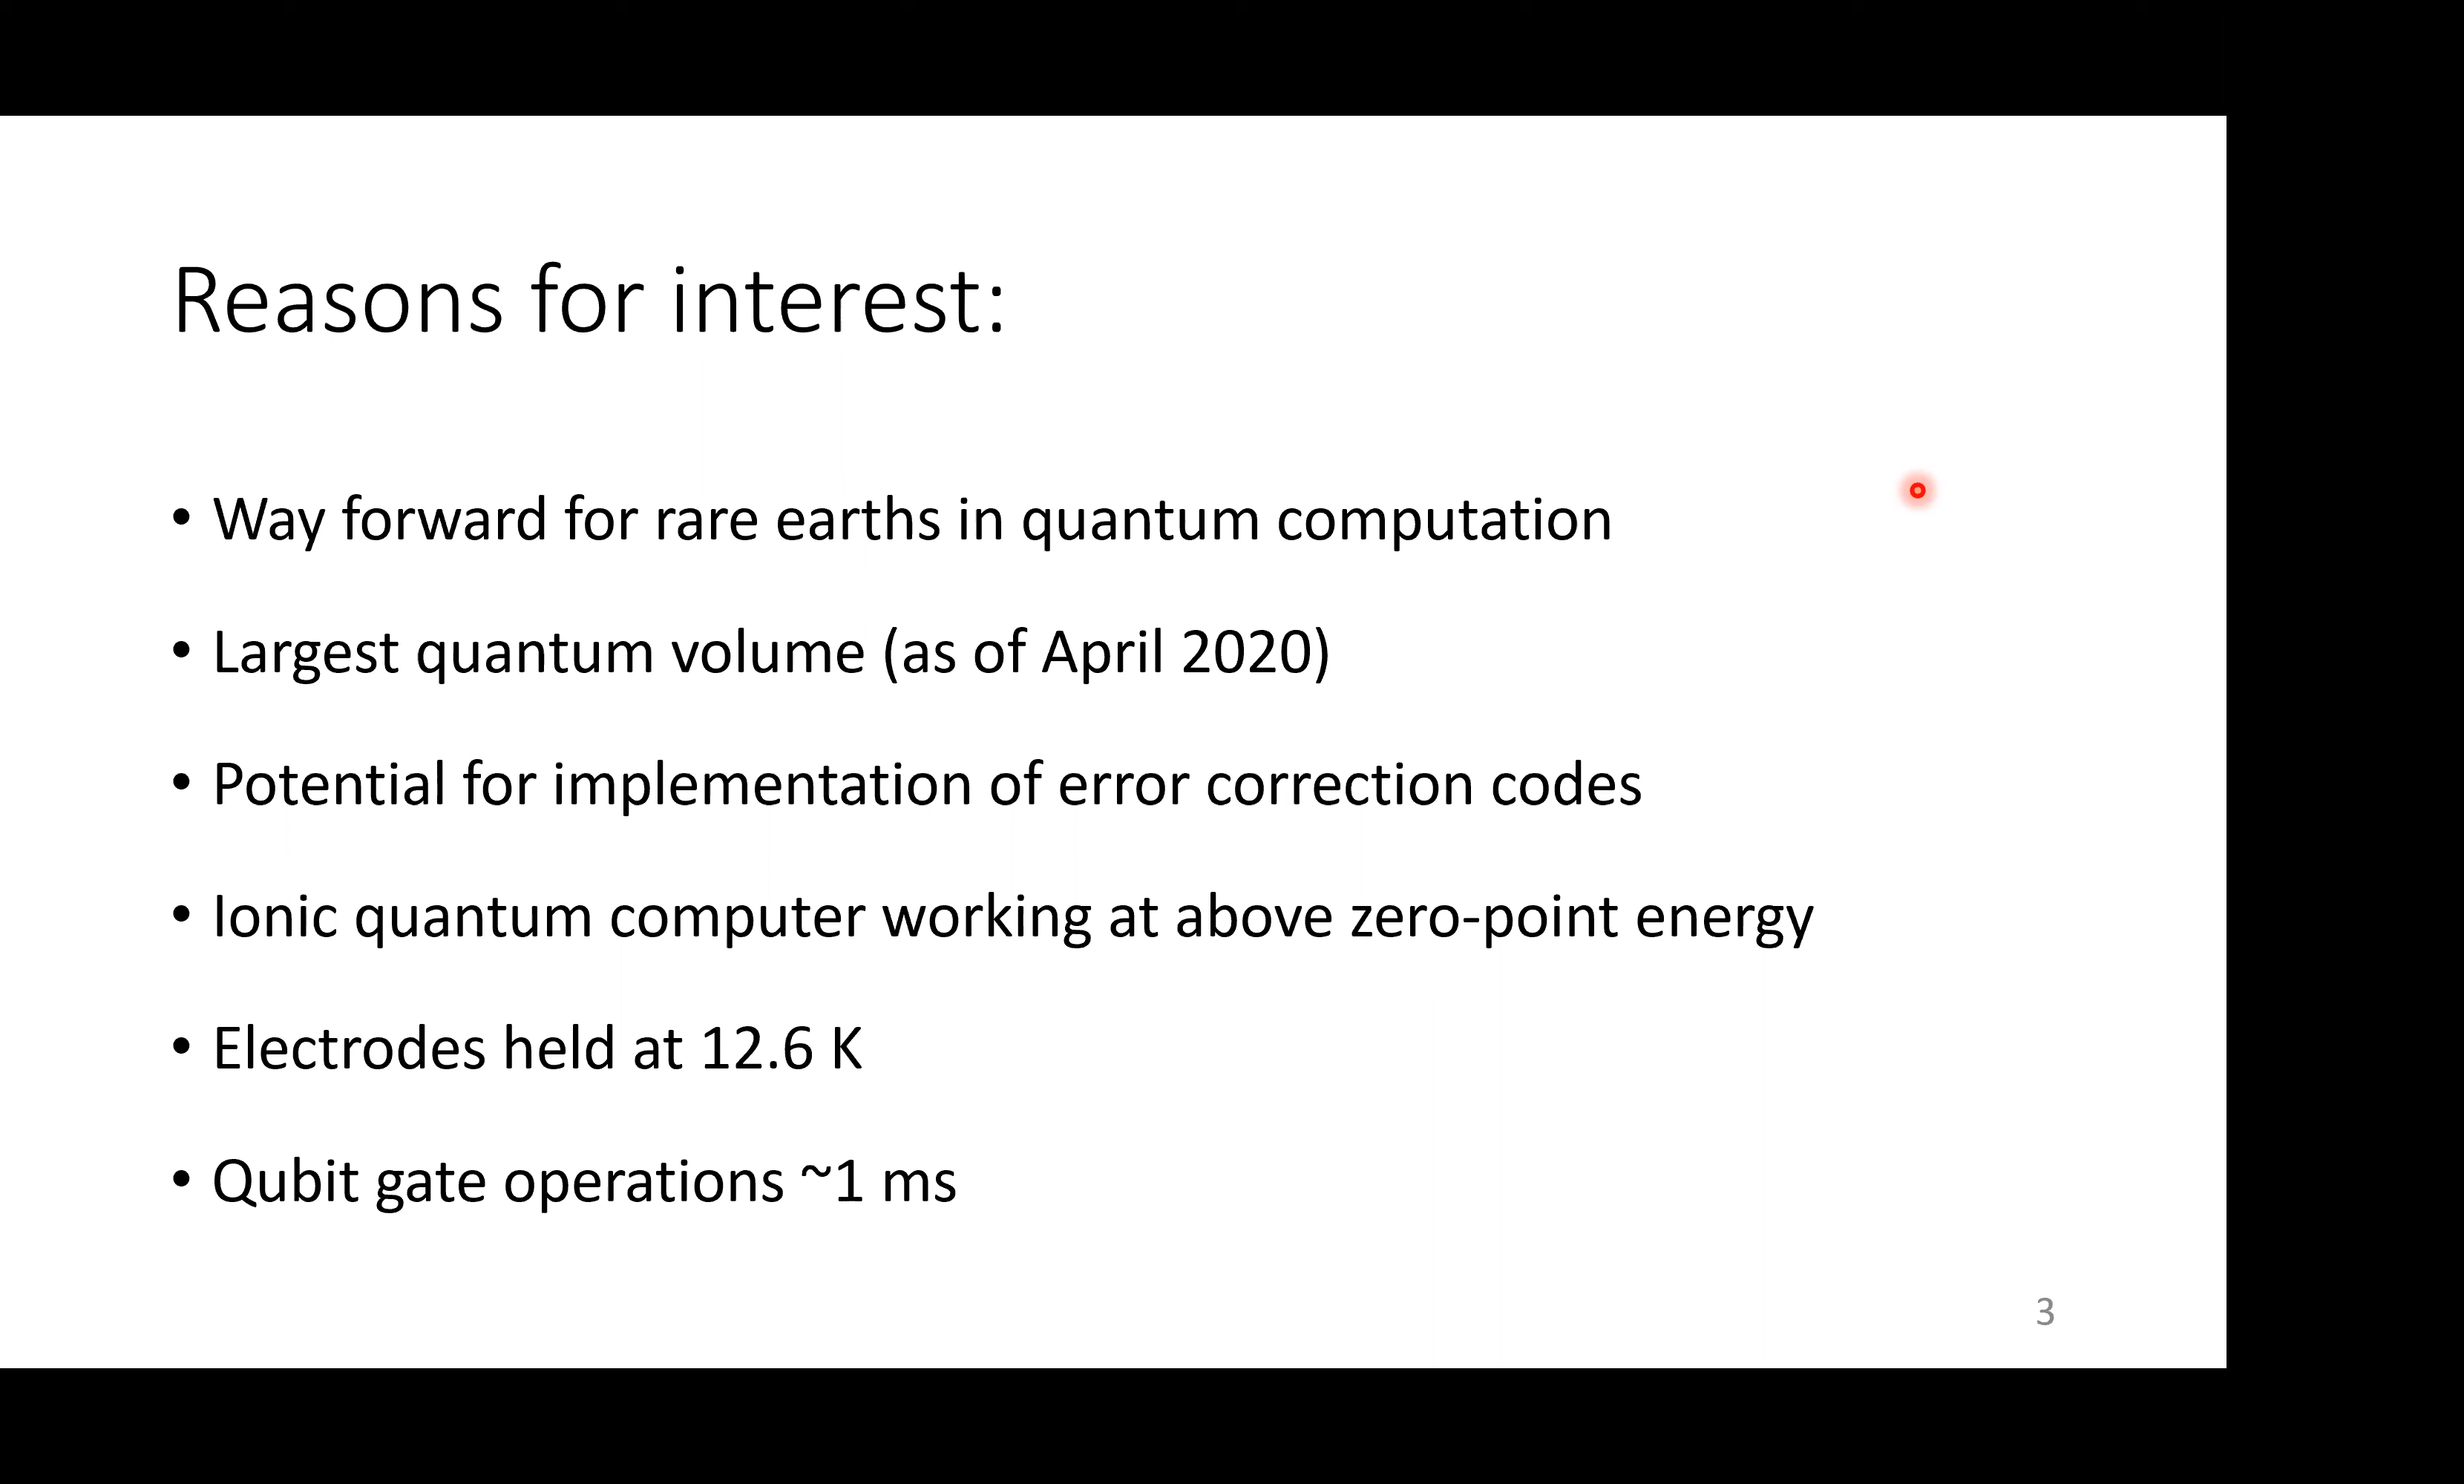 Reasons for interest:
• Way forward for rare earths in quantum computation
• Largest quantum volume (as of April 2020)
• Potential for implementation of error correction codes
• Ionic quantum computer working at above zero-point energy
• Electrodes held at 12.6 K
• Qubit gate operations ~1 ms
3